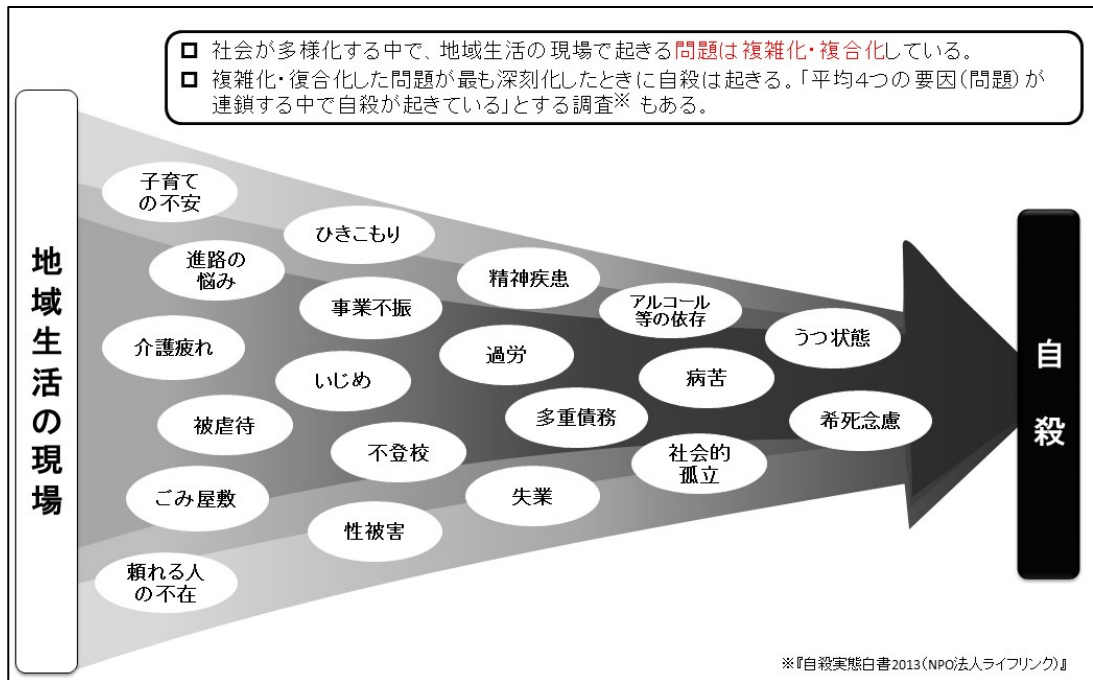 □ 社会が多様化する中で、地域生活の現場で起きる問題は複雑化・複合化している。
□ 複雑化・複合化した問題が最も深刻化したときに自殺は起きる。「平均4つの要因(問題)が
連鎖する中で自殺が起きている」とする調査※ もある。
地域生活の現場
子育て
の不安
進路の
悩み
介護疲れ
被虐待
ごみ屋敷
頼れる人
の不在
ひきこもり
事業不振
いじめ
不登校
性被害
精神疾患
過労
多重債務
失業
アルコール
等の依存
病苦
社会的
孤立
うつ状態
希死念慮
自殺
※『自殺実態白書2013(NPO法人ライフリンク)』